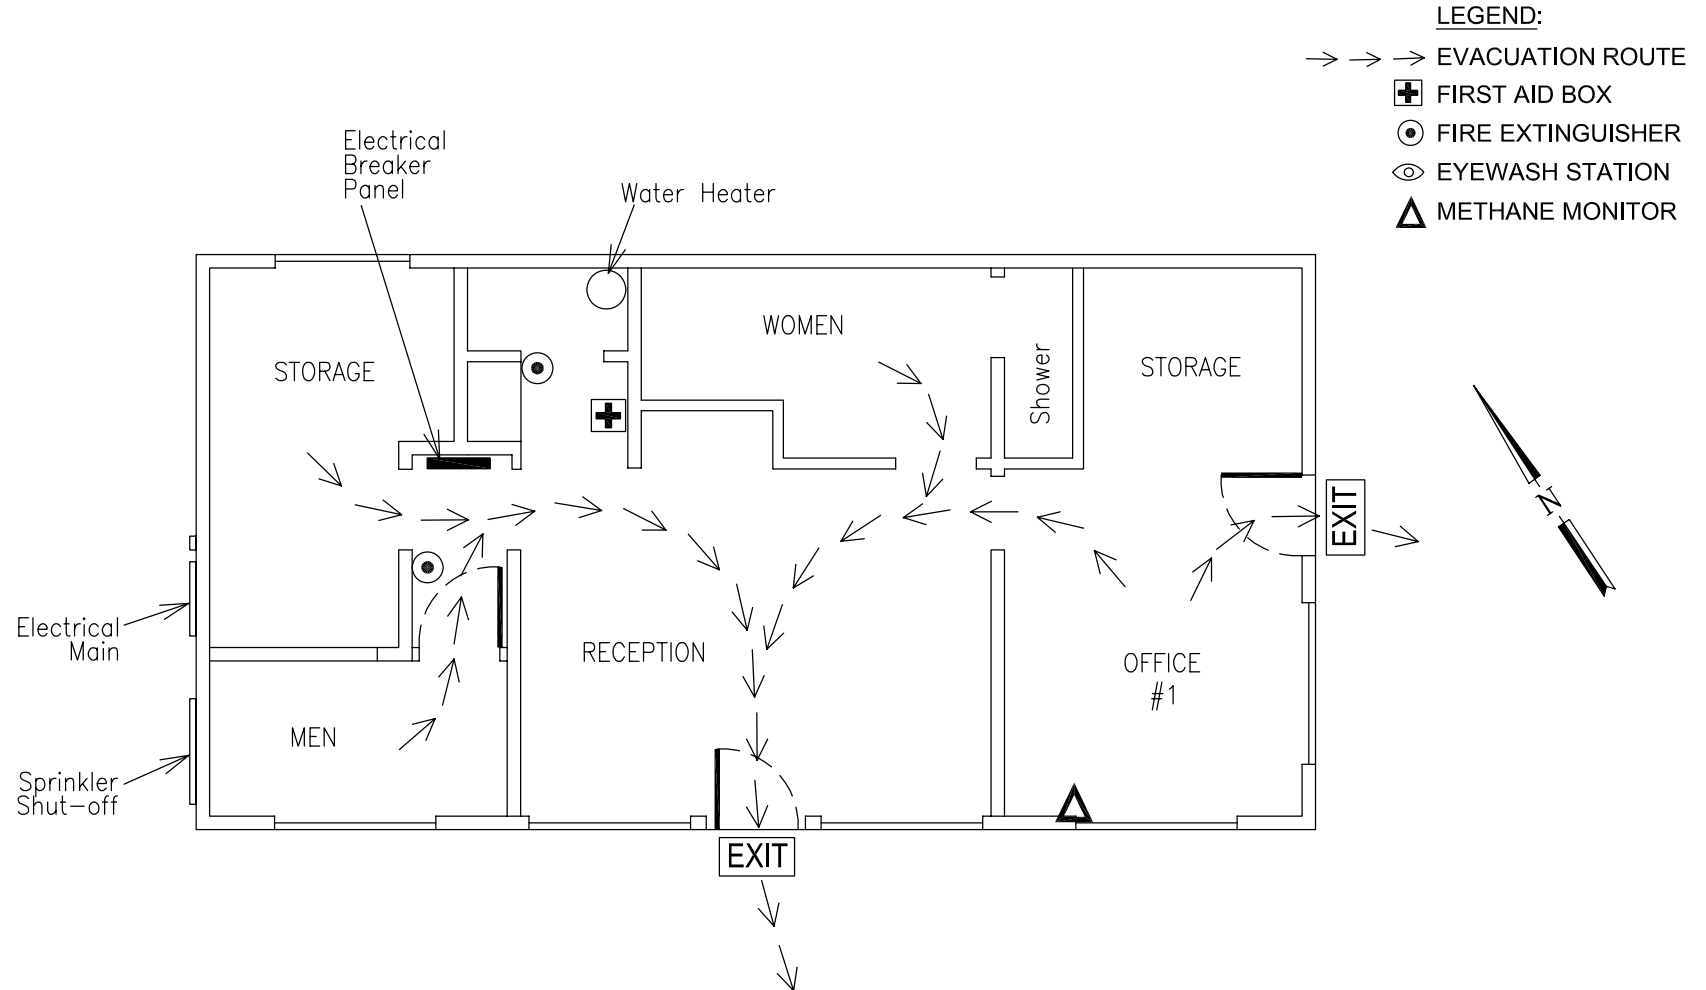 LEGEND:
EVACUATION ROUTE
FIRST AID BOX
FIRE EXTINGUISHER
EYEWASH STATION
METHANE MONITOR
Electrical
Breaker
Panel
Water Heater
WOMEN
STORAGE
Shower
STORAGE
N
EXIT
Electrical
Main
RECEPTION
OFFICE
#1
MEN
Sprinkler
Shut-off
EXIT